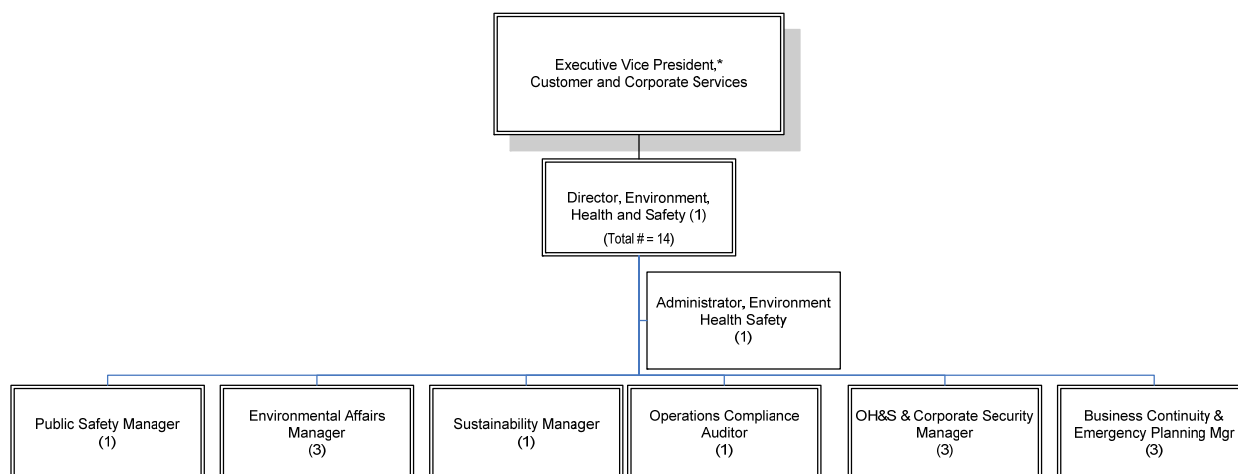 Executive Vice President,*
Customer and Corporate Services
Director, Environment,
Health and Safety (1)
(Total # = 14)
Administrator, Environment
Health Safety
(1)
Public Safety Manager
(1)
Environmental Affairs
Manager
(3)
Sustainability Manager
(1)
Operations Compliance
Auditor
(1)
OH&S & Corporate Security
Manager
(3)
Business Continuity &
Emergency Planning Mgr
(3)